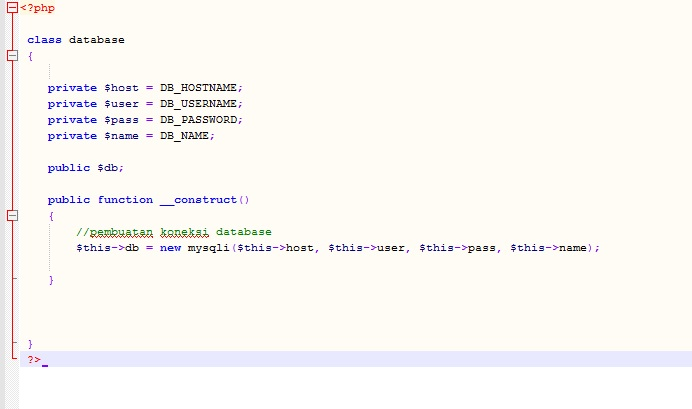 <?php
class database
{
private $host = DB_HOSTNAME;
private $user = DB_USERNAME;
private $pass = DB_PASSWORD;
private $name = DB_NAME;
public $db;
public function __construct()
{
//pembuatan koneksi database
$this->db = new mysqli($this->host, $this->user, $this->pass, $this->name);
}
}
?>